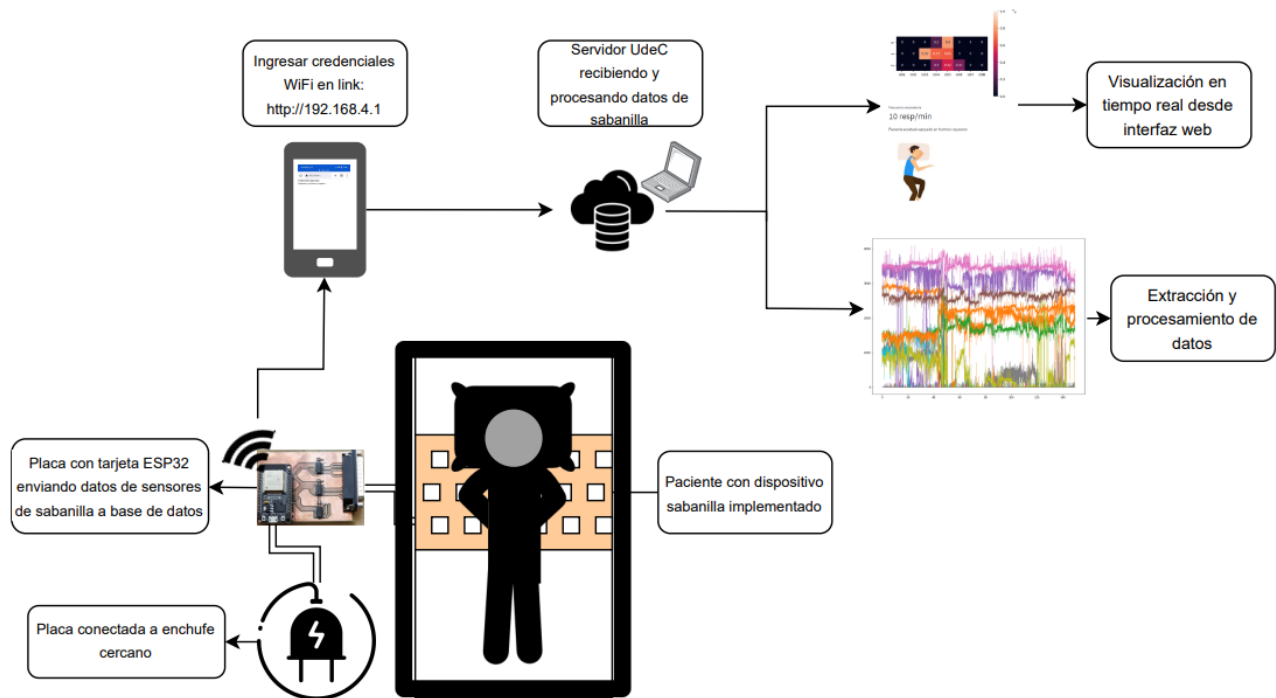 Ingresar credenciales
WiFi en link:
http://192.168.4.1
Servidor UdeC
recibiendo y
procesando datos de
sabanilla
10 resp/min
Visualización en
tiempo real desde
interfaz web
Extracción y
procesamiento de
datos
Placa con tarjeta ESP32
enviando datos de sensores
de sabanilla a base de datos
Paciente con dispositivo
sabanilla implementado
Placa conectada a enchufe
cercano